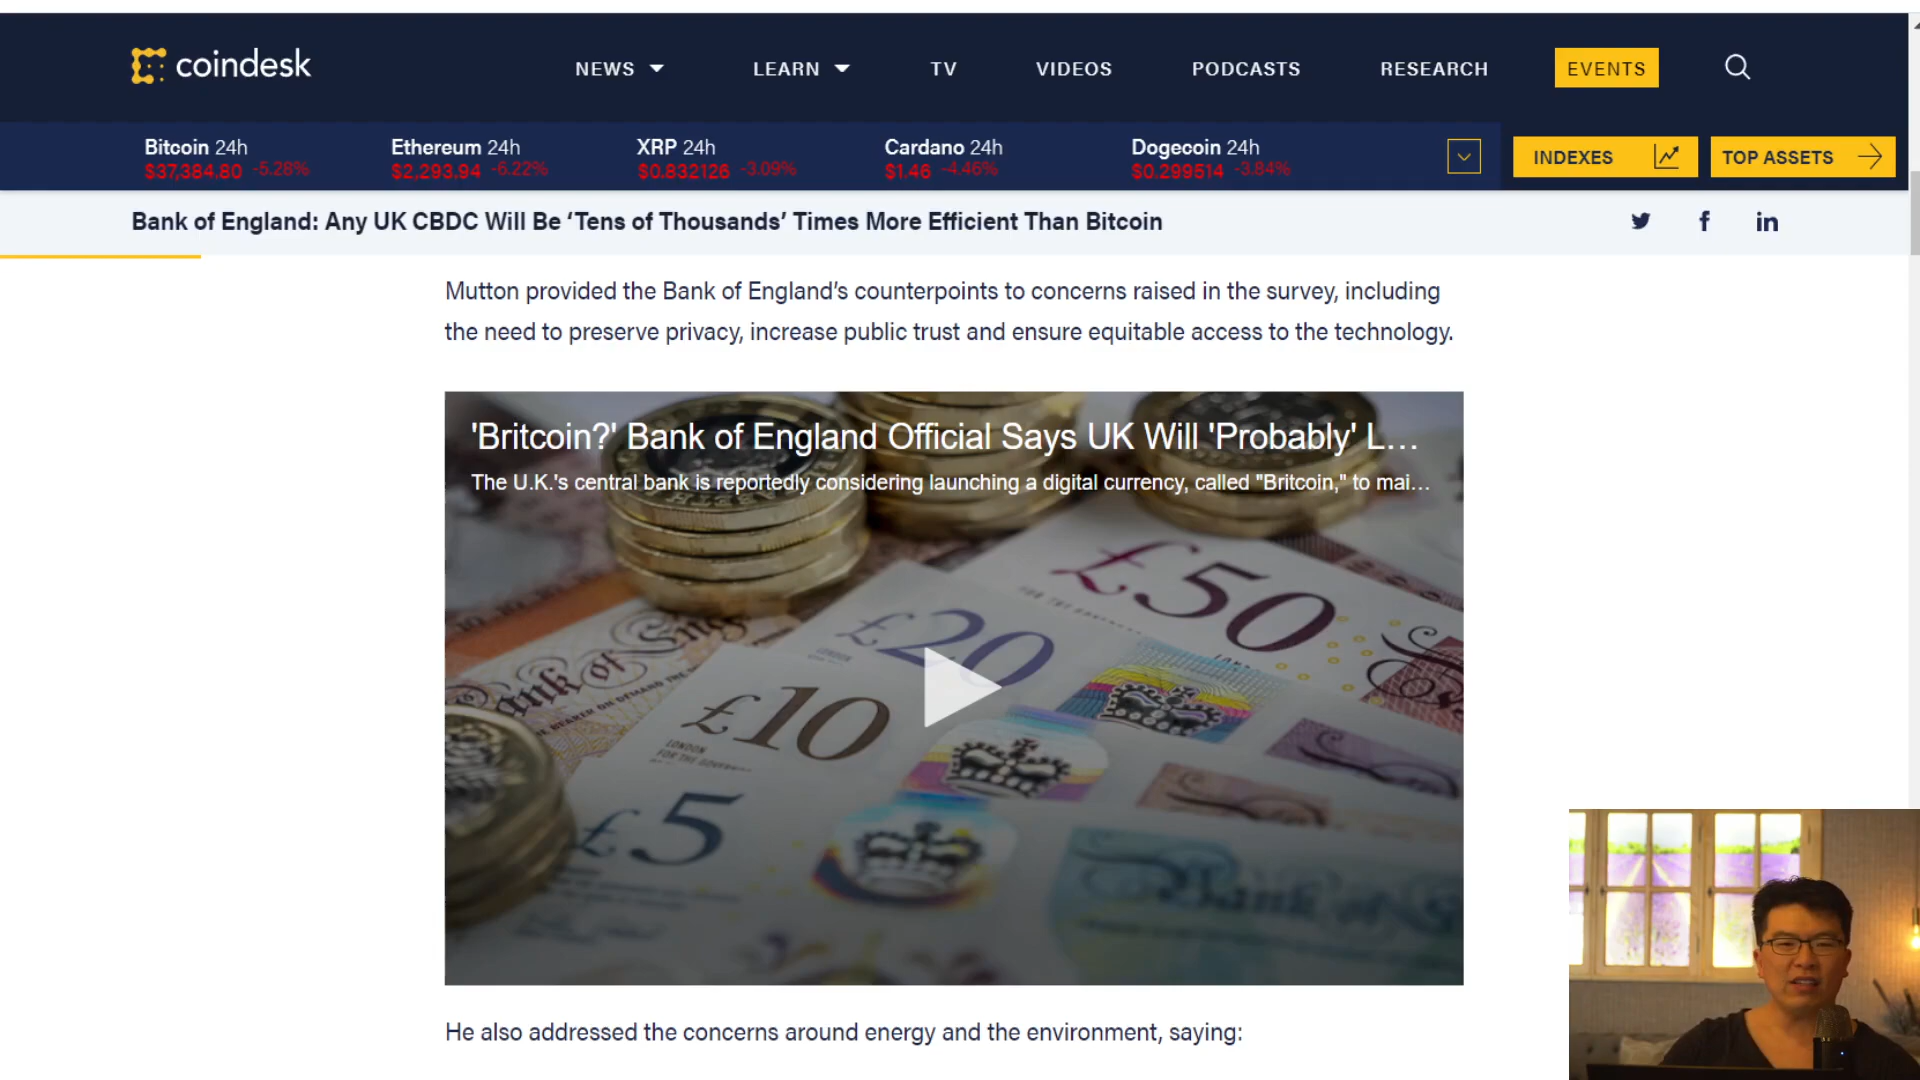 coindesk
NEWS
LEARN
TV
VIDEOS
PODCASTS
RESEARCH
EVENTS
Bitcoin 24h
$37,384.80 -5.28%
Ethereum 24h
$2,293.94 -6.22%
XRP 24h
$0.832126 -3.09%
Cardano 24h
$1.46 -4.46%
Dogecoin 24h
$0.299514 -3.84%
INDEXES
TOP ASSETS
Bank of England: Any UK CBDC Will Be ‘Tens of Thousands’ Times More Efficient Than Bitcoin
Mutton provided the Bank of England’s counterpoints to concerns raised in the survey, including
the need to preserve privacy, increase public trust and ensure equitable access to the technology.
'Britcoin?' Bank of England Official Says UK Will 'Probably' L...
The U.K.'s central bank is reportedly considering launching a digital currency, called "Britcoin," to mai...
£50
£20
£10
£5
LONDON
He also addressed the concerns around energy and the environment, saying: